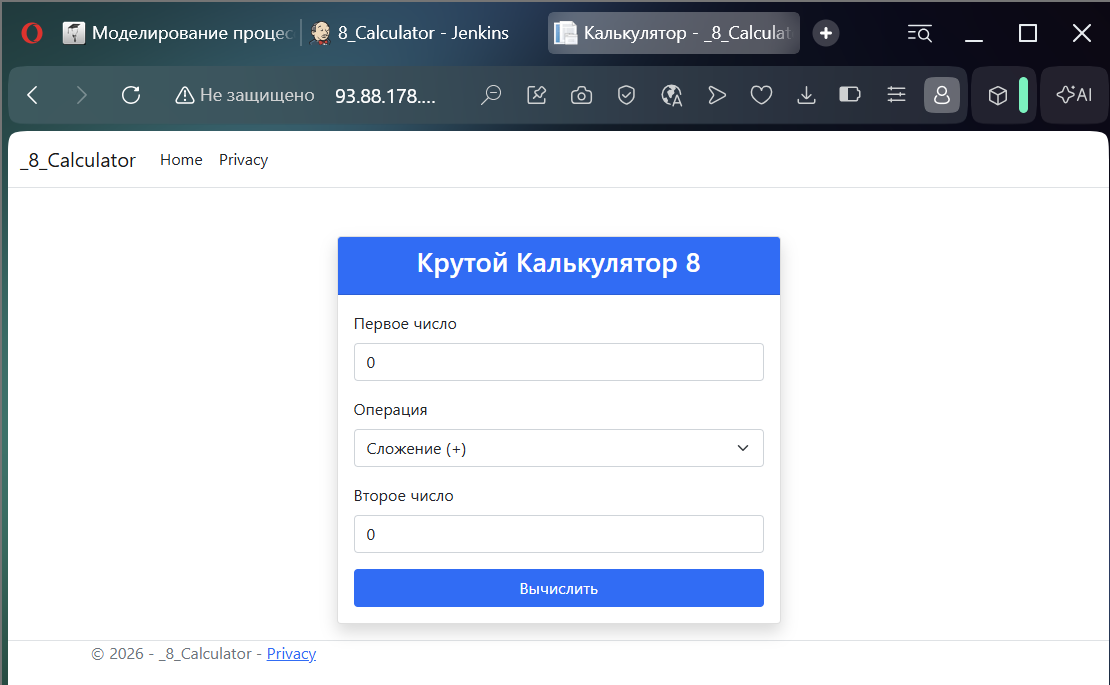 Моделирование процес
8_Calculator - Jenkins
Калькулятор - _8_Calculat
Не защищено
93.88.178....
AI
_8_Calculator
Home
Privacy
Крутой Калькулятор 8
Первое число
0
Операция
Сложение (+)
Второе число
0
Вычислить
© 2026 - _8_Calculator - Privacy